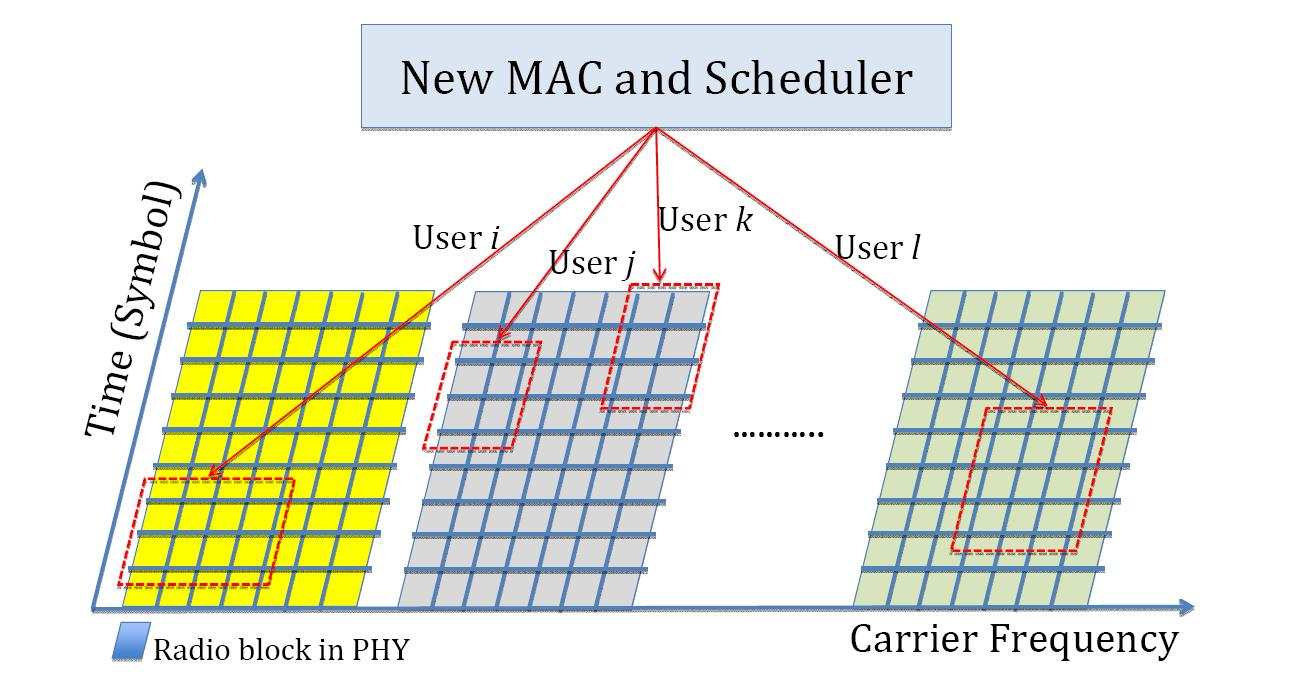 New MAC and Scheduler
Time (Symbol)
User i
User j
User k
User l
...........
Carrier Frequency
Radio block in PHY